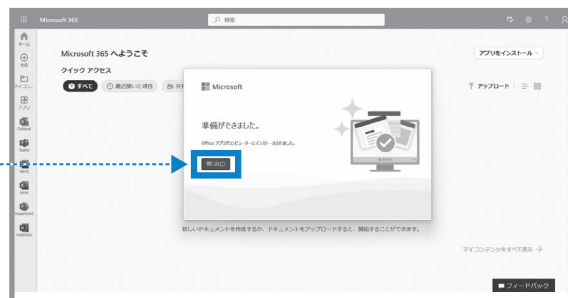 Microsoft 365
検索
ホーム
Microsoft 365 へようこそ
アプリをインストール
作成
クイック アクセス
すべて
最近開いた項目
アップロード
マイコン...
アプリ
Microsoft
Outlook
準備ができました。
Teams
Office アプリがコンピューターにインストールされました。
閉じる(C)
Word
Excel
PowerPoint
OneNote
新しいドキュメントを作成するか、ドキュメントをアップロードすると、開始することができます。
マイ コンテンツをすべて表示 →
フィードバック